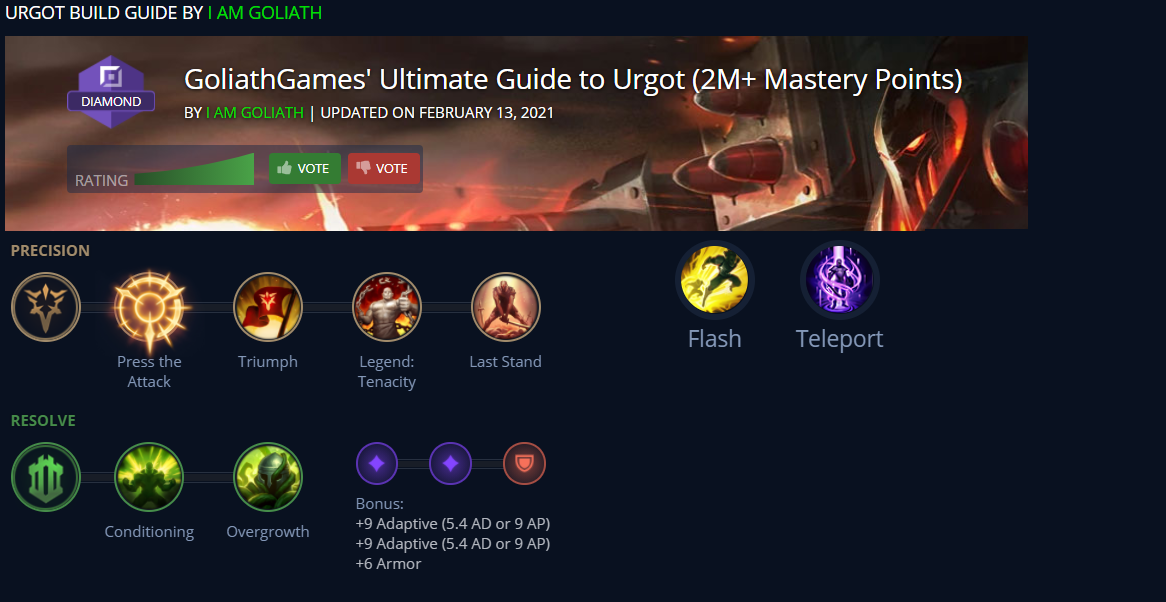 URGOT BUILD GUIDE BY I AM GOLIATH
DIAMOND
GoliathGames' Ultimate Guide to Urgot (2M+ Mastery Points)
BY I AM GOLIATH | UPDATED ON FEBRUARY 13, 2021
RATING
VOTE
VOTE
PRECISION
Press the
Attack
Triumph
Legend:
Tenacity
Last Stand
Flash
Teleport
RESOLVE
Conditioning
Overgrowth
Bonus:
+9 Adaptive (5.4 AD or 9 AP)
+9 Adaptive (5.4 AD or 9 AP)
+6 Armor